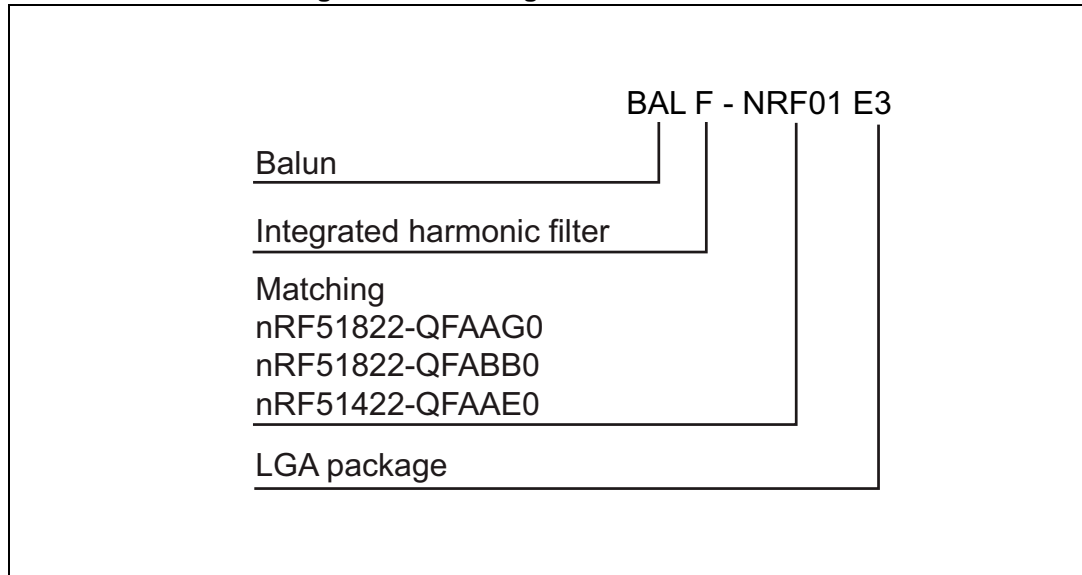 BAL F - NRF01 E3
Balun
Integrated harmonic filter
Matching
nRF51822-QFAAG0
nRF51822-QFABB0
nRF51422-QFAAE0
LGA package